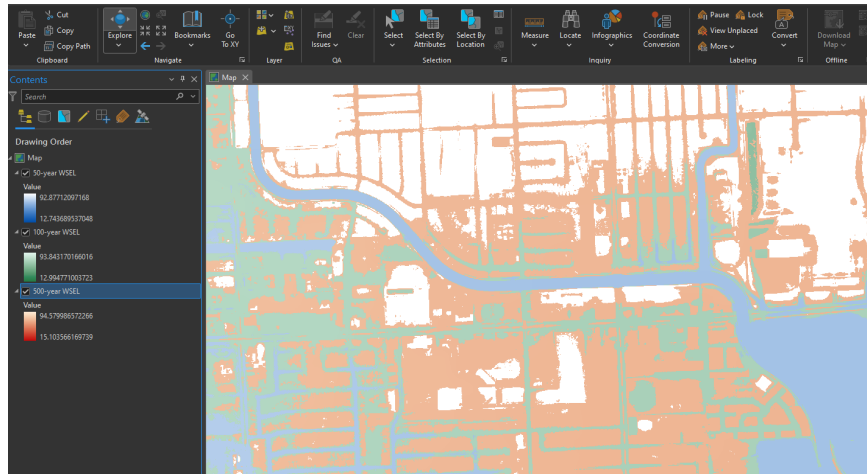 Paste
Cut
Copy
Copy Path
Clipboard
Explore
Bookmarks
Go
To XY
Navigate
Layer
Find
Issues
Clear
QA
Select
Select By
Attributes
Select By
Location
Selection
Measure
Locate
Infographics
Coordinate
Conversion
Inquiry
Pause
Lock
View Unplaced
More
Convert
Labeling
Download
Map
Offline
Contents
Search
Drawing Order
Map
50-year WSEL
Value
92.87712097168
12.743689537048
100-year WSEL
Value
93.843170166016
12.994771003723
500-year WSEL
Value
94.579986572266
15.103566169739
Map